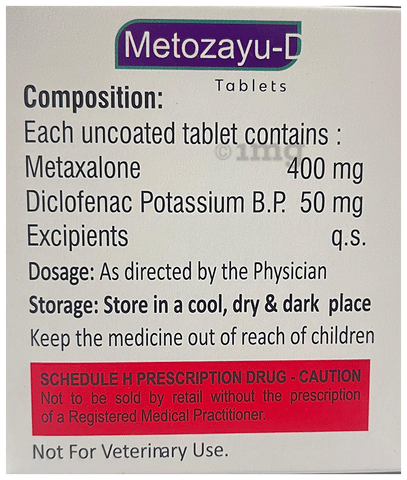 Metozayu-D
Tablets
Composition:
Each uncoated tablet contains :
©1mg
Metaxalone 400 mg
Diclofenac Potassium B.P. 50 mg
Excipients q.s.
Dosage: As directed by the Physician
Storage: Store in a cool, dry & dark place
Keep the medicine out of reach of children
SCHEDULE H PRESCRIPTION DRUG - CAUTION
Not to be sold by retail without the prescription
of a Registered Medical Practitioner.
Not For Veterinary Use.